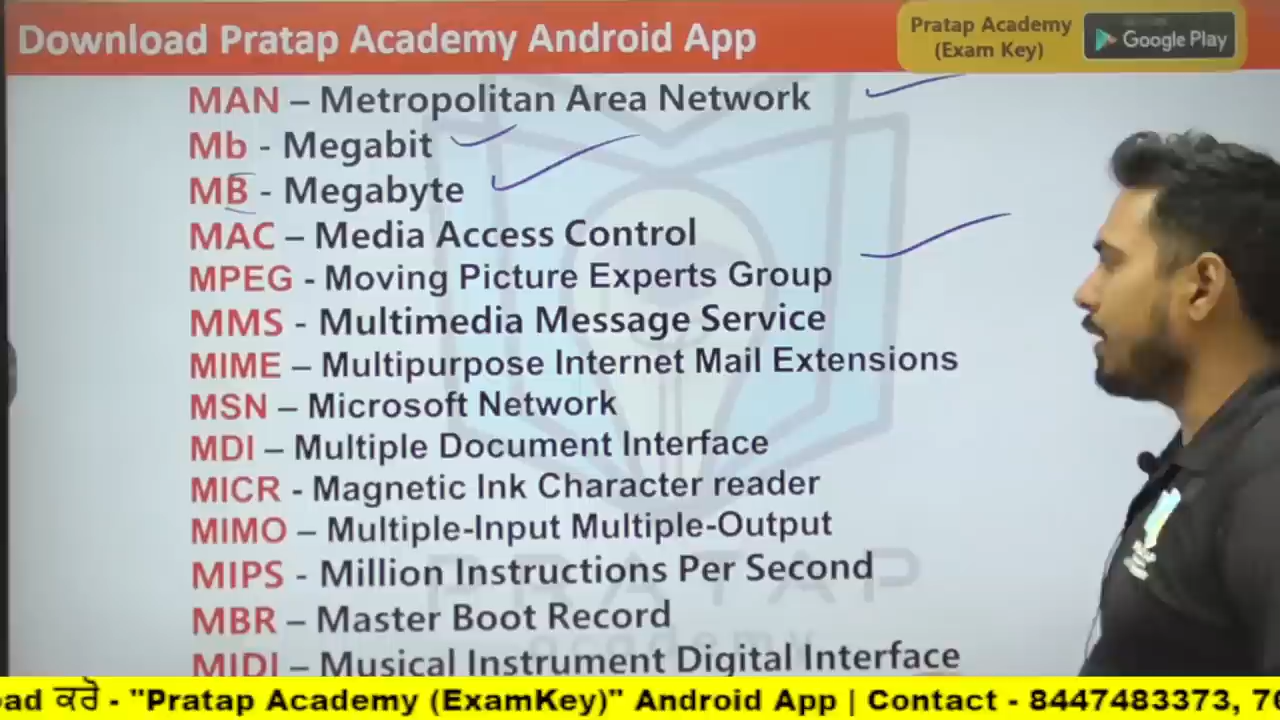 Download Pratap Academy Android App
Pratap Academy
(Exam Key)
Google Play
MAN – Metropolitan Area Network
Mb - Megabit
MB - Megabyte
MAC – Media Access Control
MPEG - Moving Picture Experts Group
MMS - Multimedia Message Service
MIME – Multipurpose Internet Mail Extensions
MSN – Microsoft Network
MDI – Multiple Document Interface
MICR - Magnetic Ink Character reader
MIMO – Multiple-Input Multiple-Output
MIPS - Million Instructions Per Second
MBR – Master Boot Record
MIDI – Musical Instrument Digital Interface
PRATAP
academy
ad ਕਰੋ - "Pratap Academy (ExamKey)" Android App | Contact - 8447483373, 70